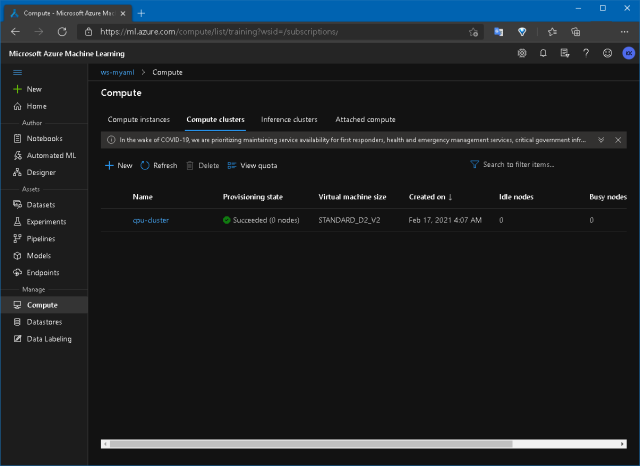 Compute - Microsoft Azure Mach
https://ml.azure.com/compute/list/training?wsid=/subscriptions/
Microsoft Azure Machine Learning
ws-myaml > Compute
New
Home
Author
Notebooks
Automated ML
Designer
Assets
Datasets
Experiments
Pipelines
Models
Endpoints
Manage
Compute
Datastores
Data Labeling
Compute
Compute instances Compute clusters Inference clusters Attached compute
In the wake of COVID-19, we are prioritizing maintaining service availability for first responders, health and emergency management services, critical government infr...
New Refresh Delete View quota Search to filter items...
Name Provisioning state Virtual machine size Created on ↓ Idle nodes Busy nodes
cpu-cluster Succeeded (0 nodes) STANDARD_D2_V2 Feb 17, 2021 4:07 AM 0 0